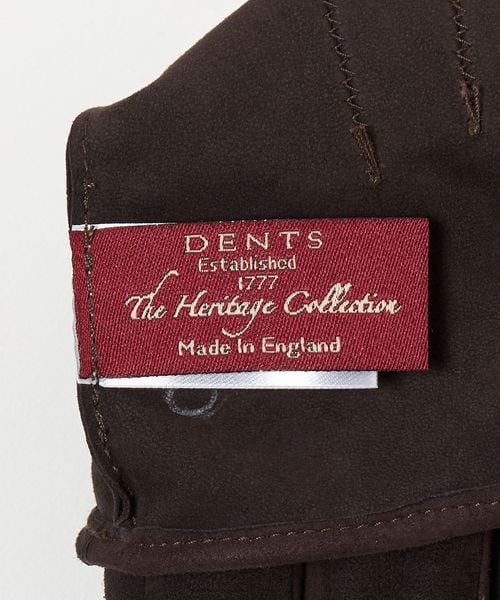 DENTS
Established
1777
The Heritage Collection
Made In England